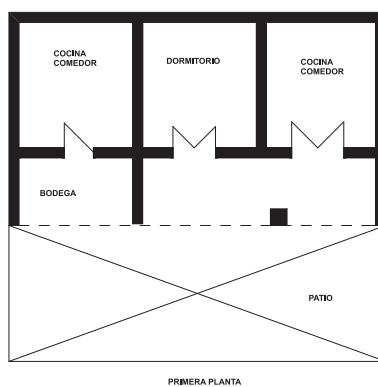 COCINA
COMEDOR
DORMITORIO
COCINA
COMEDOR
BODEGA
PATIO
PRIMERA PLANTA